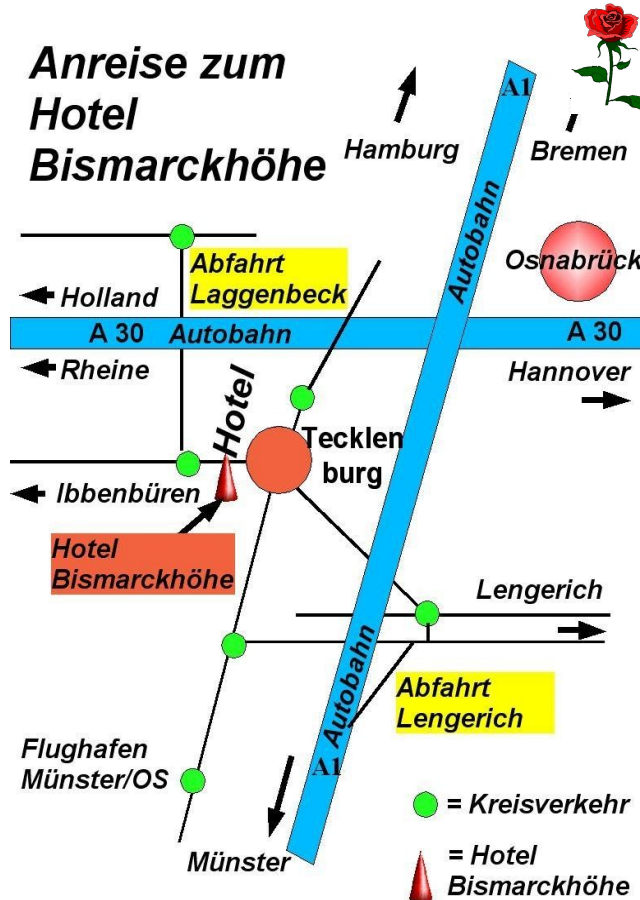 Anreise zum
Hotel
Bismarckhöhe
A1
Hamburg
Bremen
Autobahn
Osnabrück
Abfahrt
Laggenbeck
Holland
A 30 Autobahn
A 30
Rheine
Hannover
Hotel
Tecklen
burg
Ibbenbüren
Hotel
Bismarckhöhe
Lengerich
Autobahn
Abfahrt
Lengerich
Flughafen
Münster/OS
A1
= Kreisverkehr
Münster
= Hotel
Bismarckhöhe